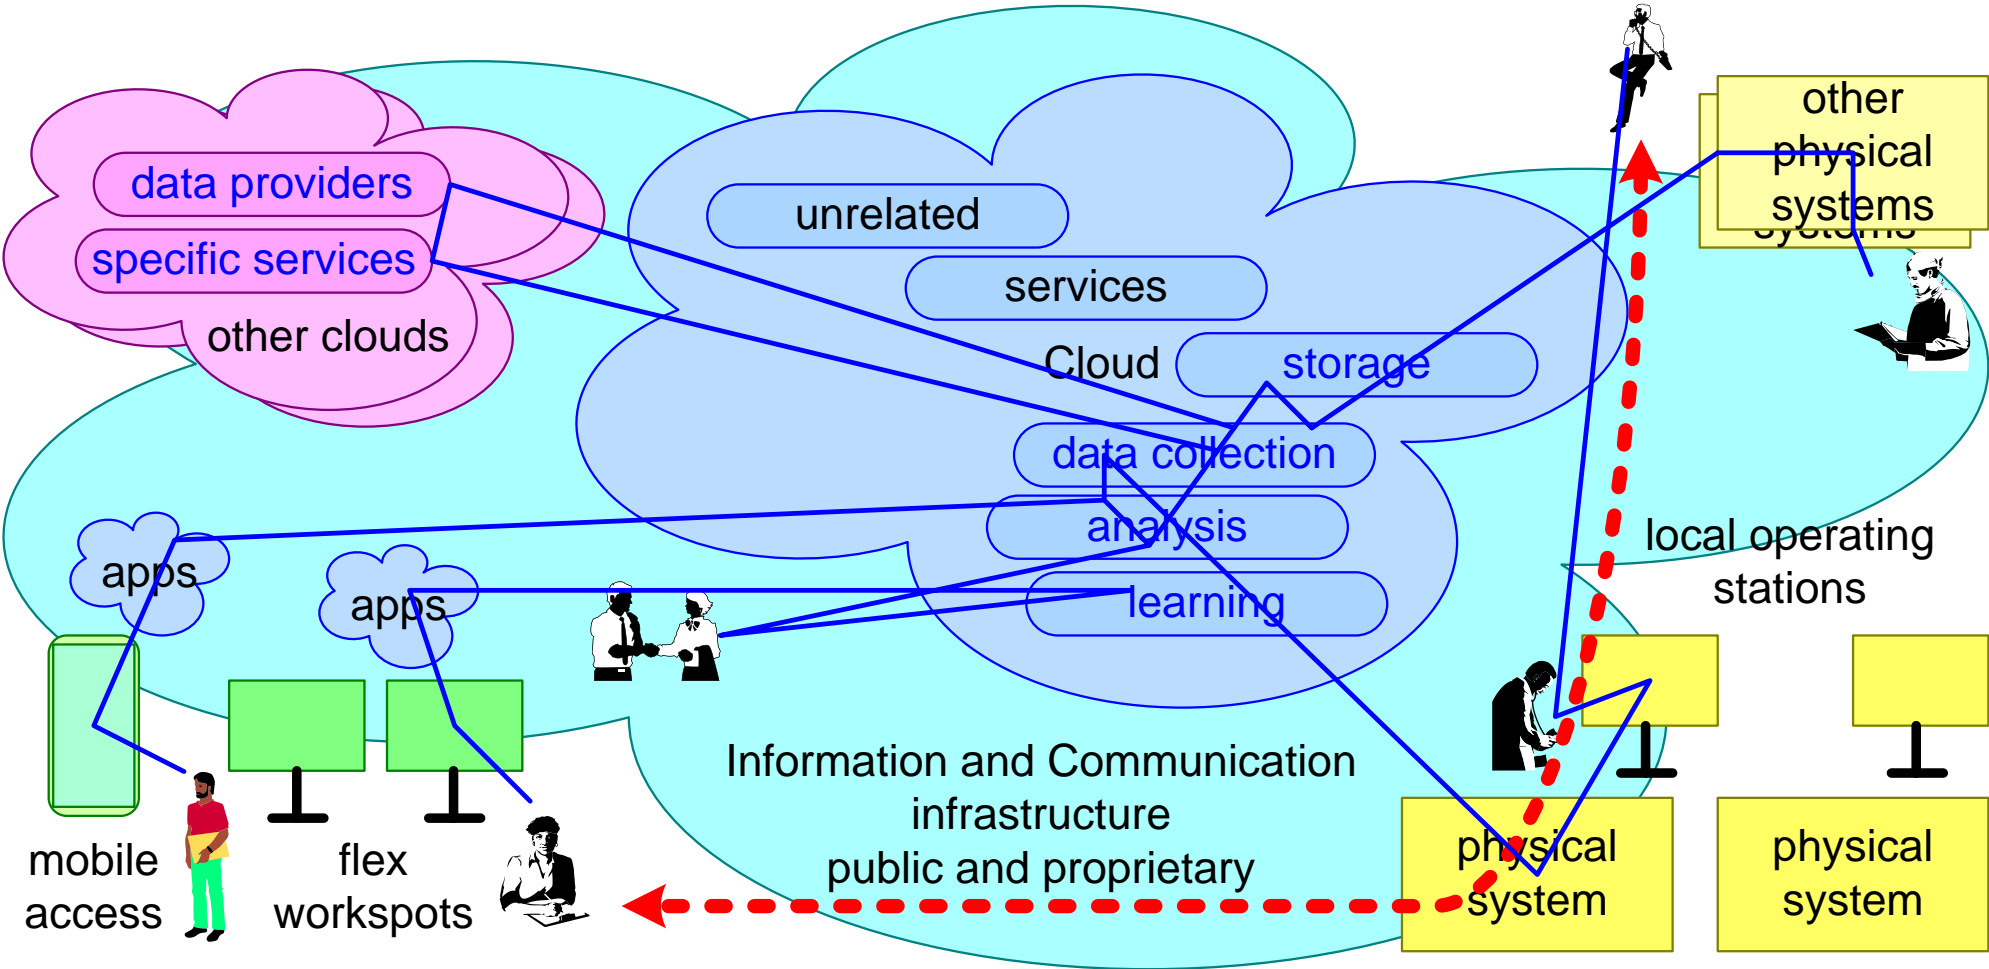 other
physical
systems
systems
data providers
specific services
other clouds
unrelated
services
Cloud
storage
data collection
analysis
learning
apps
apps
local operating
stations
Information and Communication
infrastructure
public and proprietary
mobile
access
flex
workspots
physical
system
physical
system